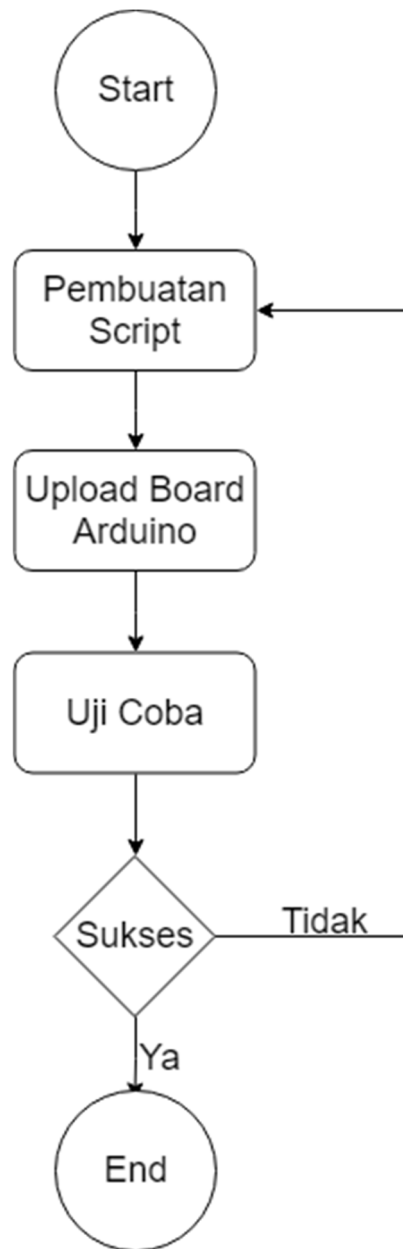 Start
Pembuatan
Script
Upload Board
Arduino
Uji Coba
Sukses
Tidak
Ya
End